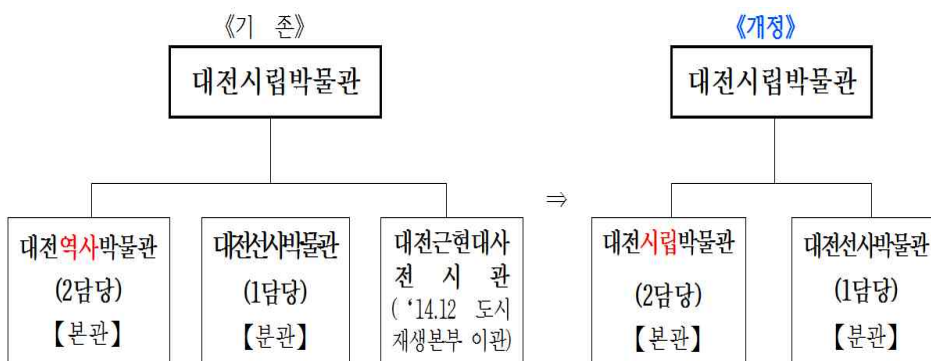 《기 존》
대전시립박물관
대전역사박물관
(2담당)
【본관】
대전선사박물관
(1담당)
【분관】
대전근현대사
전 시 관
( ‘14.12 도시
재생본부 이관)
⇒
《개정》
대전시립박물관
대전시립박물관
(2담당)
【본관】
대전선사박물관
(1담당)
【분관】